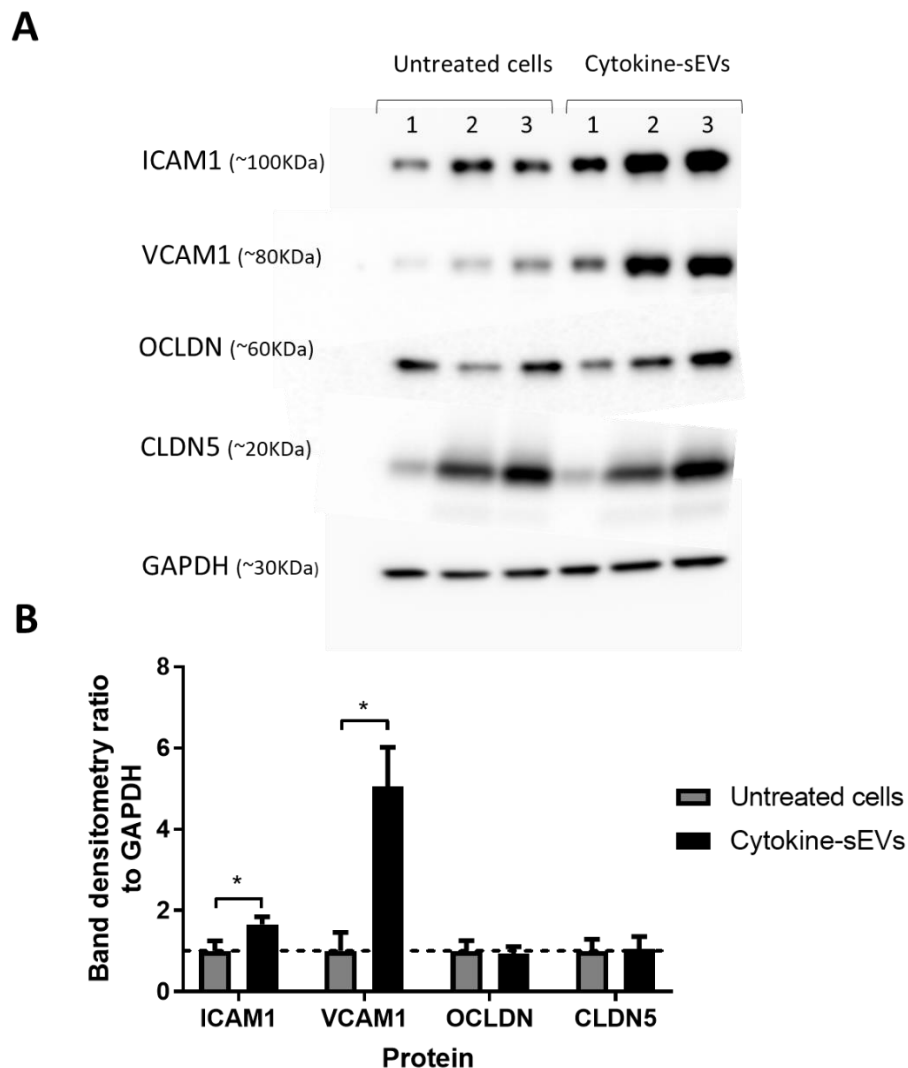 A
Untreated cells Cytokine-sEVs
1 2 3 1 2 3
ICAM1 (~100KDa)
VCAM1 (~80KDa)
OCLDN (~60KDa)
CLDN5 (~20KDa)
GAPDH (~30KDa)
B
Band densitometry ratio
to GAPDH
8
6
4
2
0
*
*
ICAM1 VCAM1 OCLDN CLDN5
Protein
Untreated cells
Cytokine-sEVs